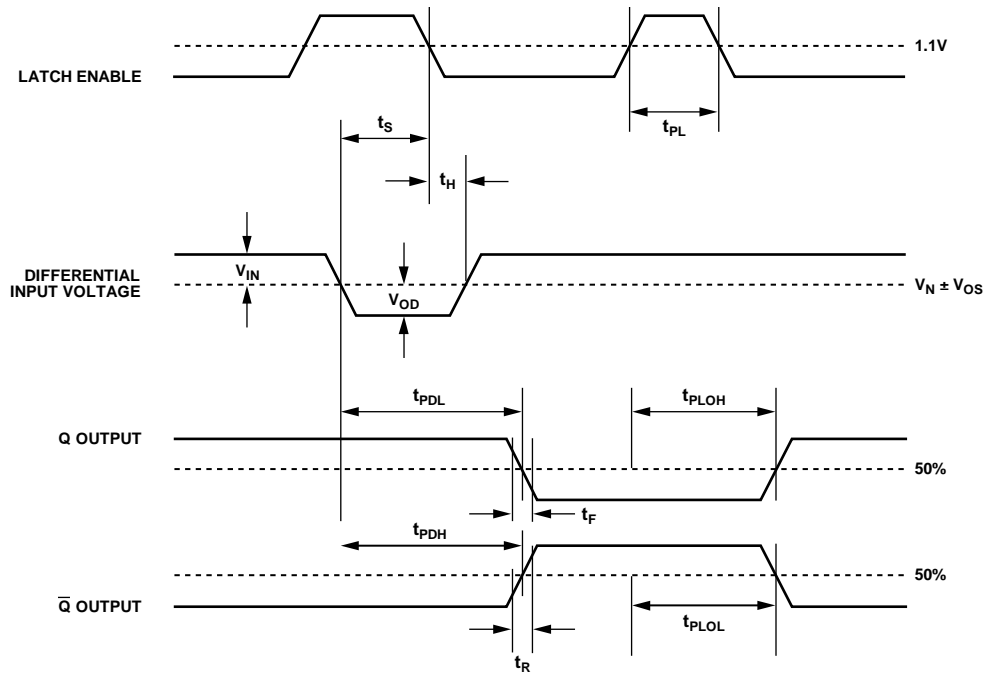 1.1V
LATCH ENABLE
tS
tPL
tH
VIN
DIFFERENTIAL
INPUT VOLTAGE
VOD
VN ± VOS
tPDL
tPLOH
Q OUTPUT
50%
tF
tPDH
50%
Q̅ OUTPUT
tPLOL
tR